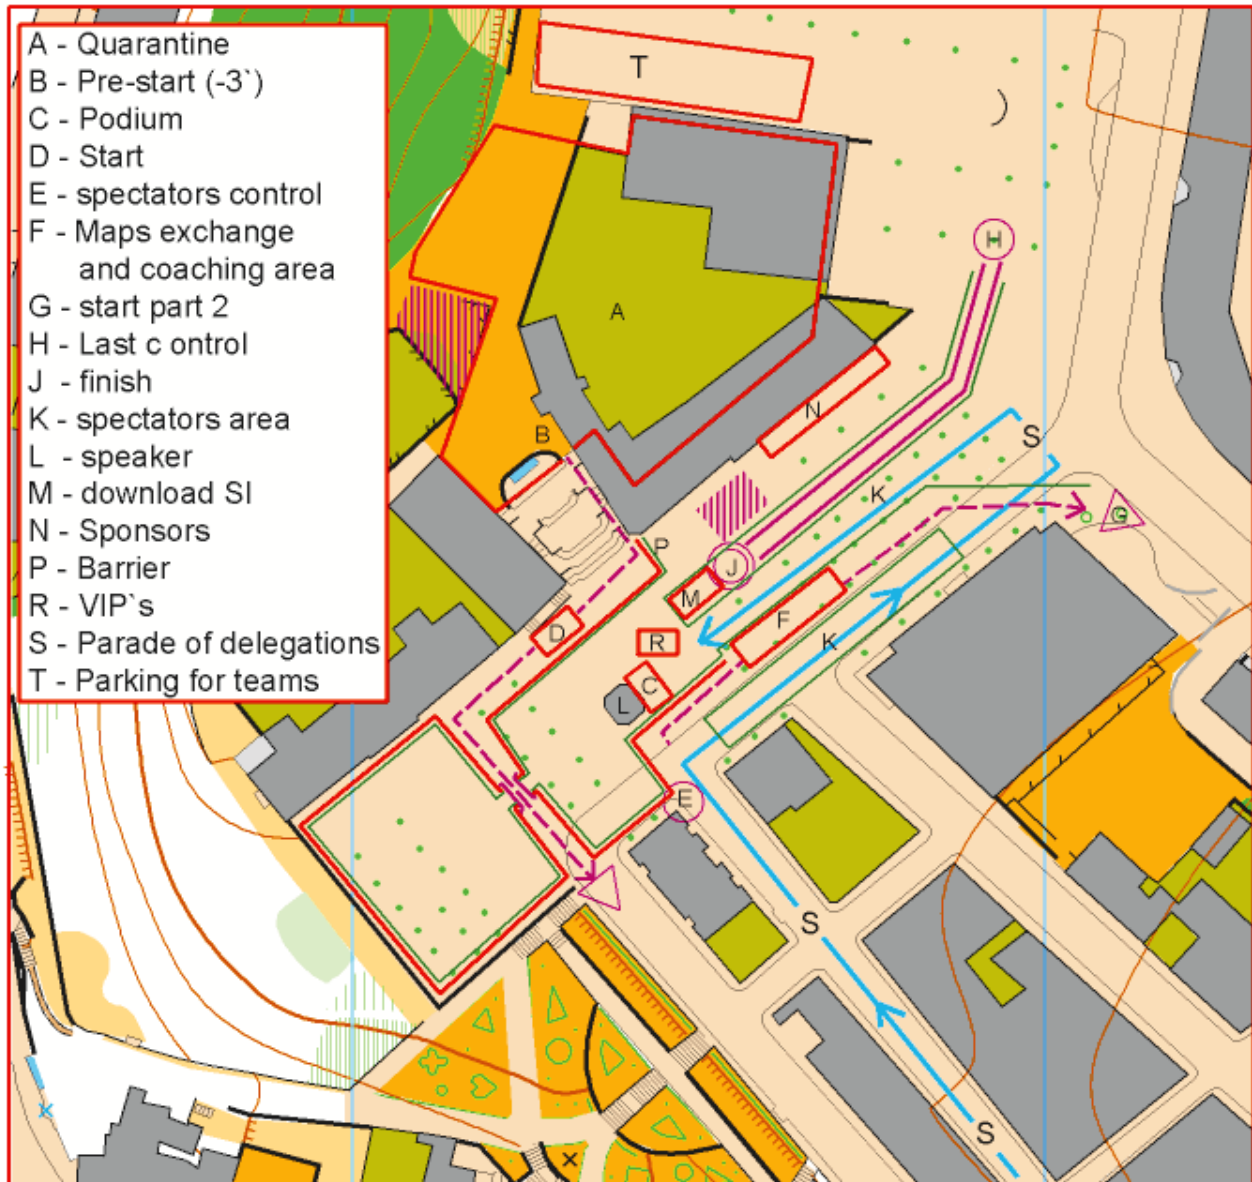 A - Quarantine
B - Pre-start (-3`)
C - Podium
D - Start
E - spectators control
F - Maps exchange
and coaching area
G - start part 2
H - Last c ontrol
J - finish
K - spectators area
L - speaker
M - download SI
N - Sponsors
P - Barrier
R - VIP`s
S - Parade of delegations
T - Parking for teams
T
H
A
N
B
S
K
G
P
J
M
F
D
R
K
C
L
E
S
S